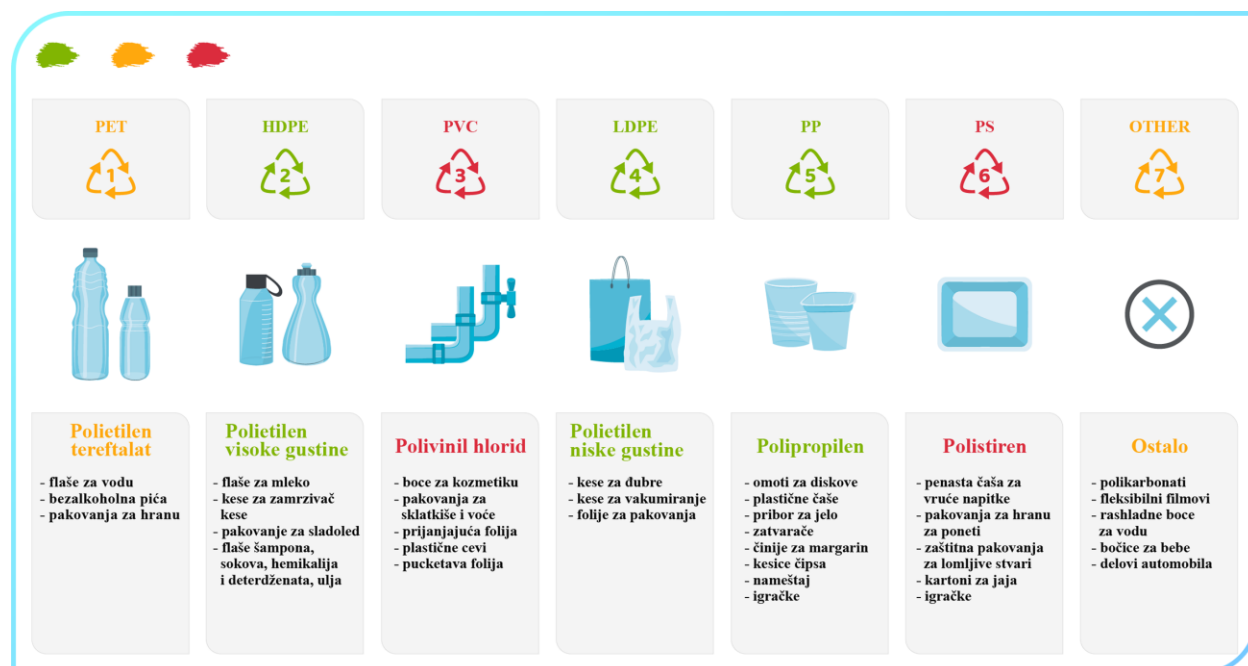 PET
1
HDPE
2
PVC
3
LDPE
4
PP
5
PS
6
OTHER
7
Polietilen
tereftalat
- flaše za vodu
- bezalkoholna pića
- pakovanja za hranu
Polietilen
visoke gustine
- flaše za mleko
- kese za zamrzivač
kese
- pakovanje za sladoled
- flaše šampona,
sokova, hemikalija
i deterdženata, ulja
Polivinil hlorid
- boce za kozmetiku
- pakovanja za
sklatkiše i voće
- prijanjajuća folija
- plastične cevi
- pucketava folija
Polietilen
niske gustine
- kese za đubre
- kese za vakumiranje
- folije za pakovanja
Polipropilen
- omoti za diskove
- plastične čaše
- pribor za jelo
- zatvarače
- činije za margarin
- kesice čipsa
- nameštaj
- igračke
Polistiren
- penasta čaša za
vruće napitke
- pakovanja za hranu
za poneti
- zaštitna pakovanja
za lomljive stvari
- kartoni za jaja
- igračke
Ostalo
- polikarbonati
- fleksibilni filmovi
- rashladne boce
za vodu
- bočice za bebe
- delovi automobila